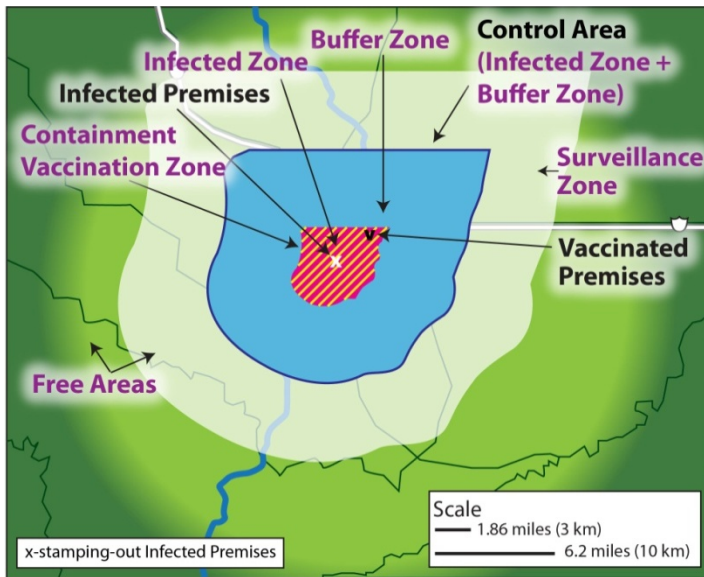 Buffer Zone
Control Area
(Infected Zone +
Buffer Zone)
Infected Zone
Infected Premises
Containment
Vaccination Zone
Surveillance
Zone
v
Vaccinated
Premises
x
Free Areas
Scale
1.86 miles (3 km)
6.2 miles (10 km)
x-stamping-out Infected Premises